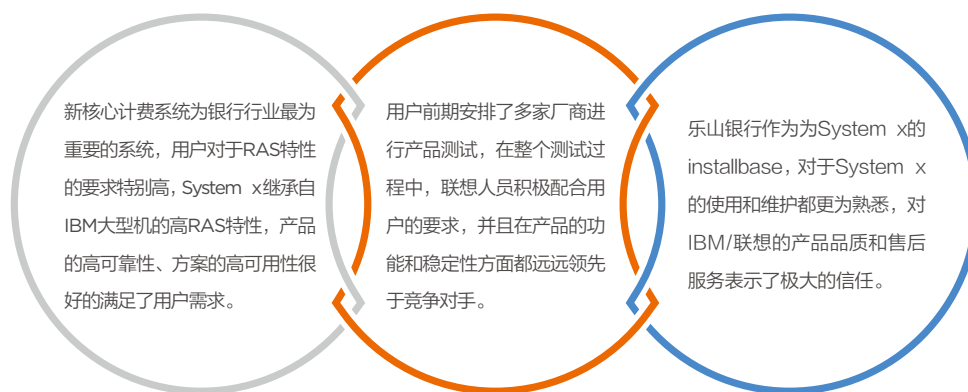 新核心计费系统为银行行业最为
重要的系统，用户对于RAS特性
的要求特别高，System x继承自
IBM大型机的高RAS特性，产品
的高可靠性、方案的高可用性很
好的满足了用户需求。
用户前期安排了多家厂商进
行产品测试，在整个测试过
程中，联想人员积极配合用
户的要求，并且在产品的功
能和稳定性方面都远远领先
于竞争对手。
乐山银行作为为System x的
installbase，对于System x
的使用和维护都更为熟悉，对
IBM/联想的产品品质和售后
服务表示了极大的信任。